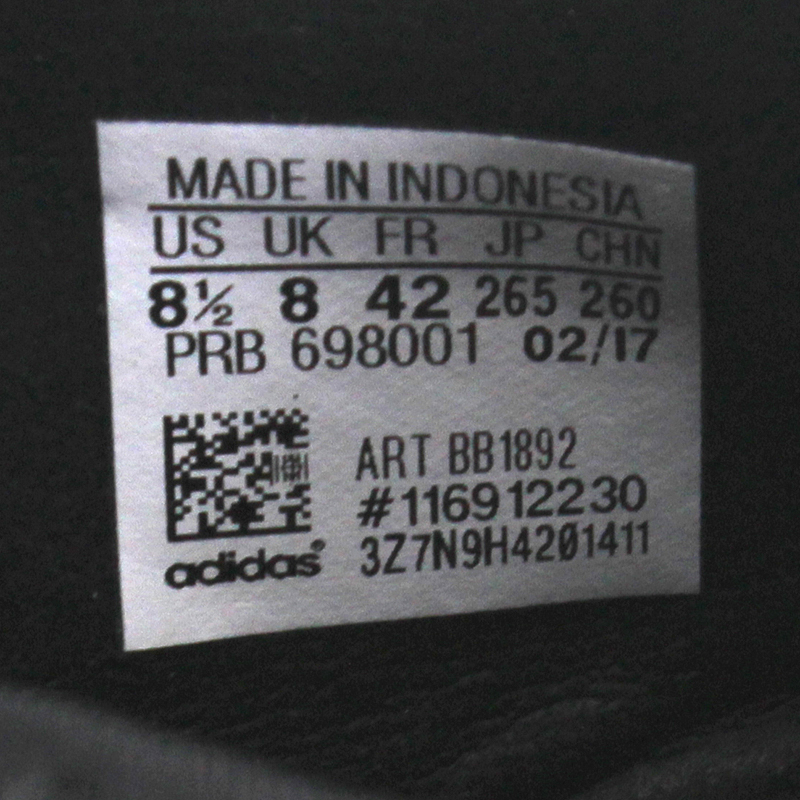 MADE IN INDONESIA
US UK FR JP CHN
8½ 8 42 265 260
PRB 698001 02/17
ART BB1892
#116912230
3Z7N9H4201411
adidas®